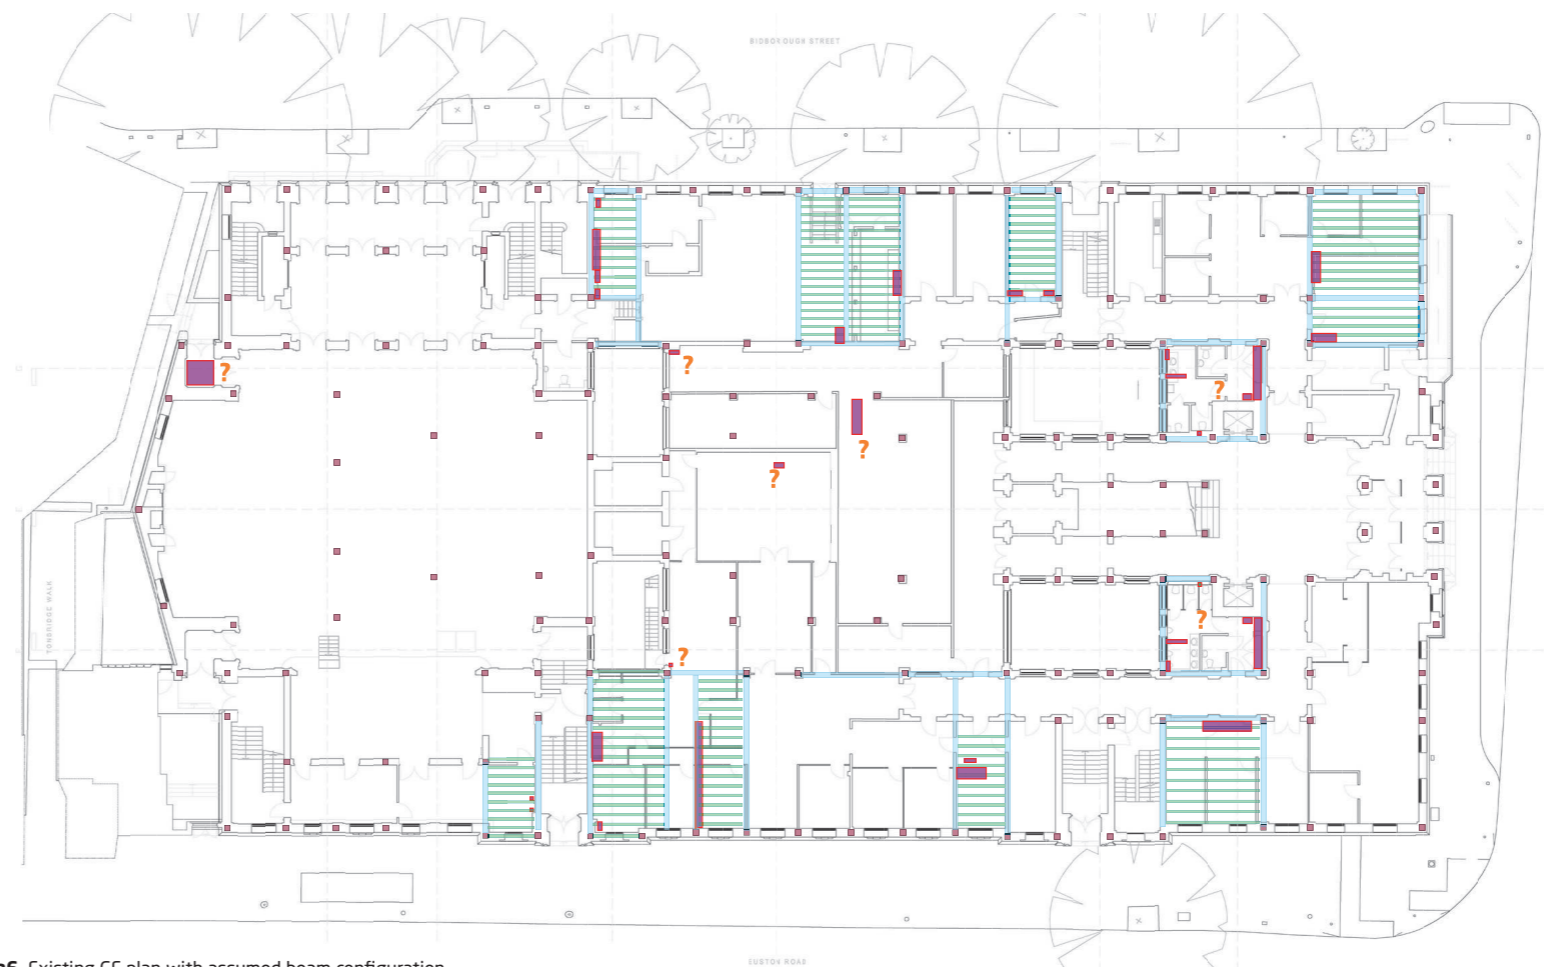 BIDBOROUGH STREET
?
?
?
?
?
TONBRIDGE WALK
?
?
EUSTON ROAD
Existing GF plan with assumed beam configuration